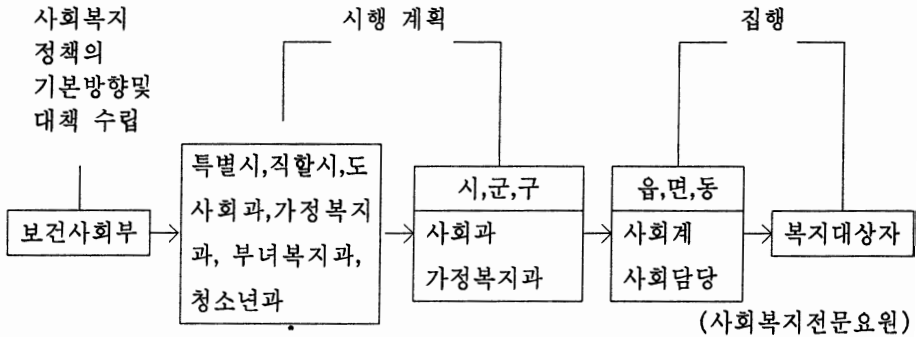 사회복지
정책의
기본방향및
대책 수립
시행 계획
집행
보건사회부
특별시,직할시,도
사회과,가정복지
과, 부녀복지과,
청소년과
시,군,구
사회과
가정복지과
읍,면,동
사회계
사회담당
복지대상자
(사회복지전문요원)